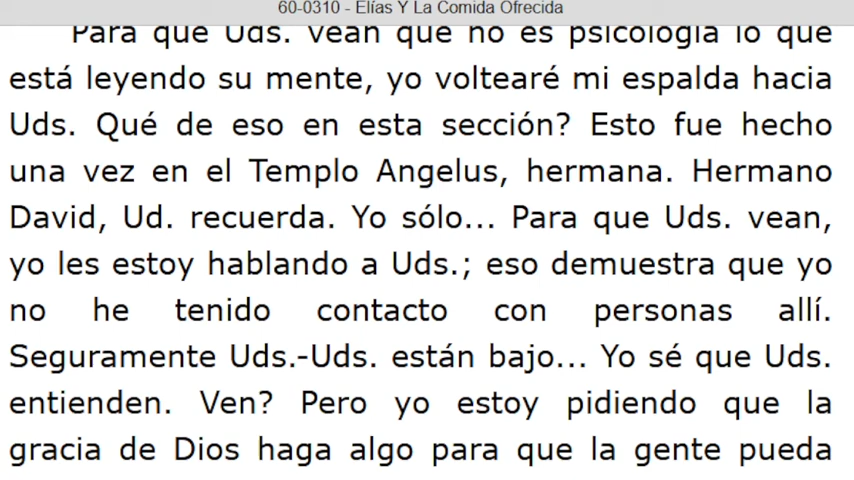 60-0310 - Elías Y La Comida Ofrecida
Para que Uds. vean que no es psicología lo que
está leyendo su mente, yo voltearé mi espalda hacia
Uds. Qué de eso en esta sección? Esto fue hecho
una vez en el Templo Angelus, hermana. Hermano
David, Ud. recuerda. Yo sólo... Para que Uds. vean,
yo les estoy hablando a Uds.; eso demuestra que yo
no he tenido contacto con personas allí.
Seguramente Uds.-Uds. están bajo... Yo sé que Uds.
entienden. Ven? Pero yo estoy pidiendo que la
gracia de Dios haga algo para que la gente pueda